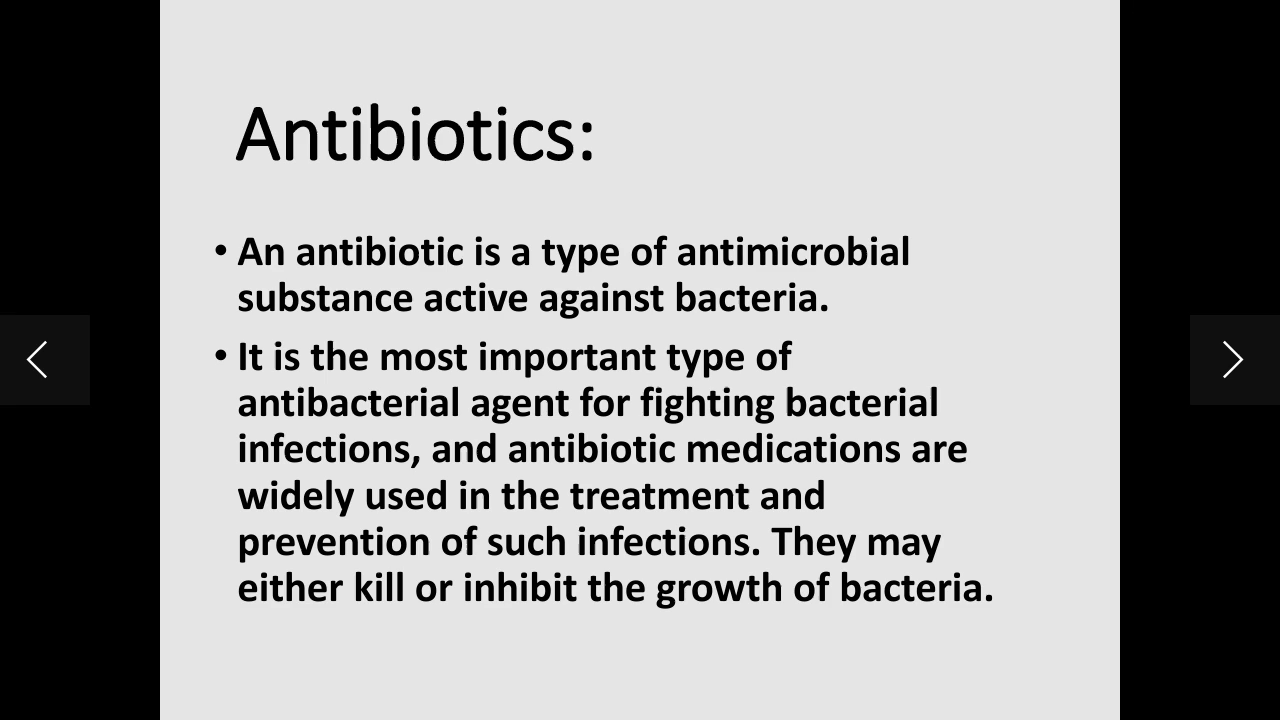 Antibiotics:
• An antibiotic is a type of antimicrobial
substance active against bacteria.
• It is the most important type of
antibacterial agent for fighting bacterial
infections, and antibiotic medications are
widely used in the treatment and
prevention of such infections. They may
either kill or inhibit the growth of bacteria.